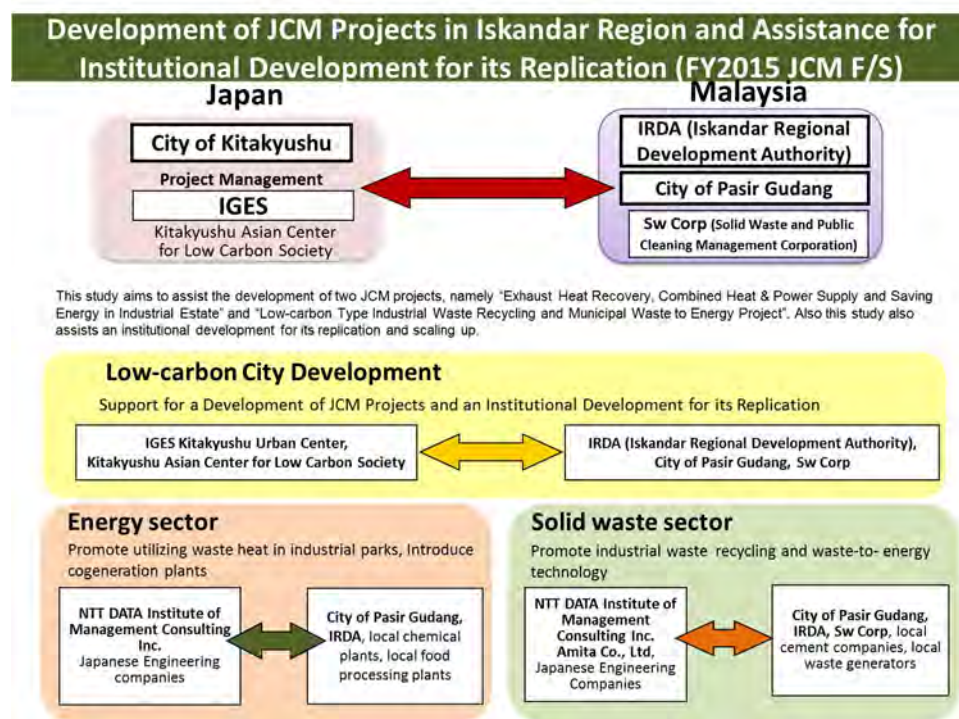 Development of JCM Projects in Iskandar Region and Assistance for
Institutional Development for its Replication (FY2015 JCM F/S)
Japan
City of Kitakyushu
Project Management
IGES
Kitakyushu Asian Center
for Low Carbon Society
Malaysia
IRDA (Iskandar Regional
Development Authority)
City of Pasir Gudang
Sw Corp (Solid Waste and Public
Cleaning Management Corporation)
This study aims to assist the development of two JCM projects, namely “Exhaust Heat Recovery, Combined Heat & Power Supply and Saving
Energy in Industrial Estate” and “Low-carbon Type Industrial Waste Recycling and Municipal Waste to Energy Project”. Also this study also
assists an institutional development for its replication and scaling up.
Low-carbon City Development
Support for a Development of JCM Projects and an Institutional Development for its Replication
IGES Kitakyushu Urban Center,
Kitakyushu Asian Center for Low Carbon Society
IRDA (Iskandar Regional Development Authority),
City of Pasir Gudang, Sw Corp
Energy sector
Promote utilizing waste heat in industrial parks, Introduce
cogeneration plants
NTT DATA Institute of
Management Consulting
Inc.
Japanese Engineering
companies
City of Pasir Gudang,
IRDA, local chemical
plants, local food
processing plants
Solid waste sector
Promote industrial waste recycling and waste-to- energy
technology
NTT DATA Institute of
Management
Consulting Inc.
Amita Co., Ltd,
Japanese Engineering
Companies
City of Pasir Gudang,
IRDA, Sw Corp, local
cement companies, local
waste generators